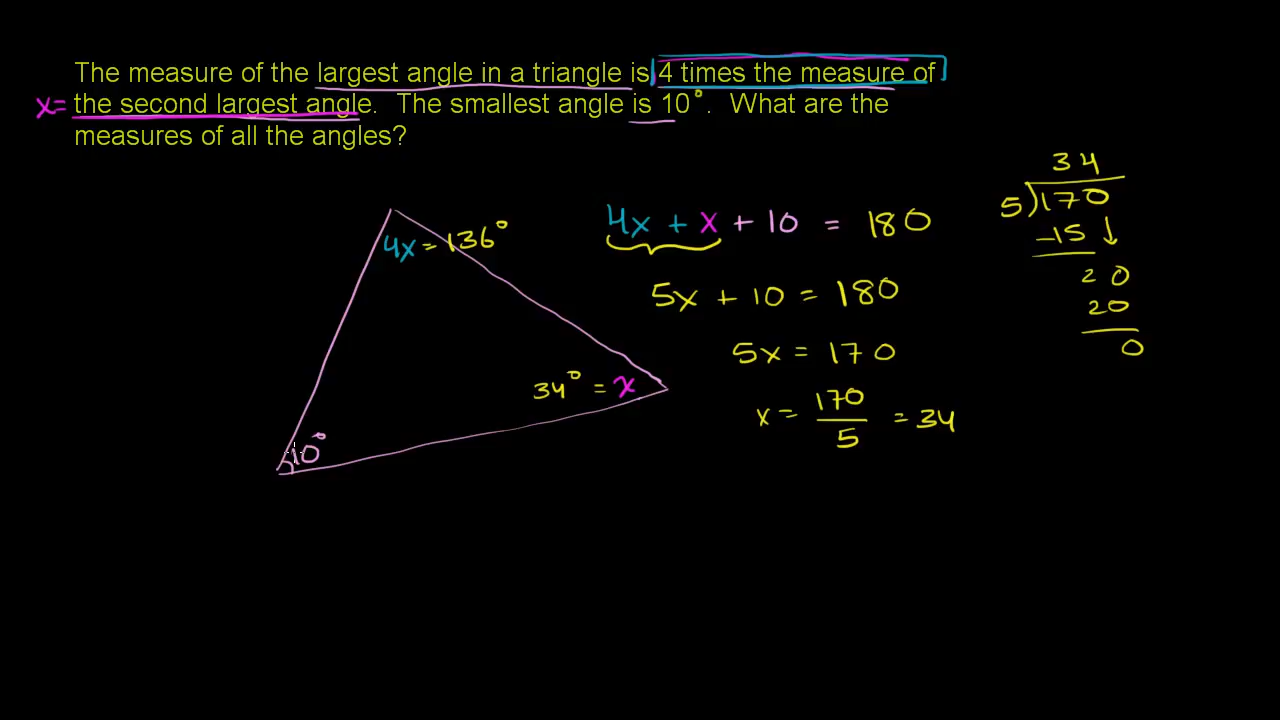 The measure of the largest angle in a triangle is 4 times the measure of
x= the second largest angle. The smallest angle is 10°. What are the
measures of all the angles?
4x = 136°
34° = x
10°
4x + x + 10 = 180
5x + 10 = 180
5x = 170
x = 170/5 = 34
34
5)170
-15↓
20
20
0